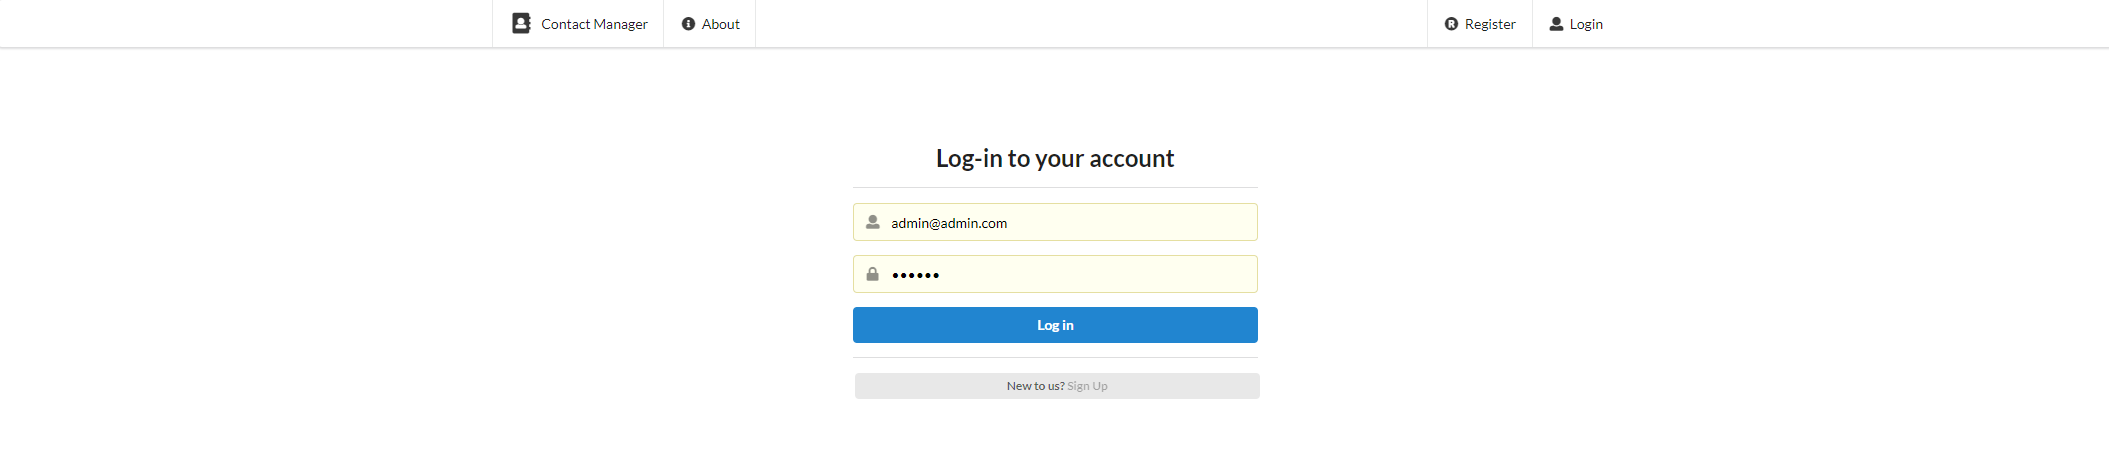 Contact Manager About Register Login
Log-in to your account
admin@admin.com
••••••
Log in
New to us? Sign Up